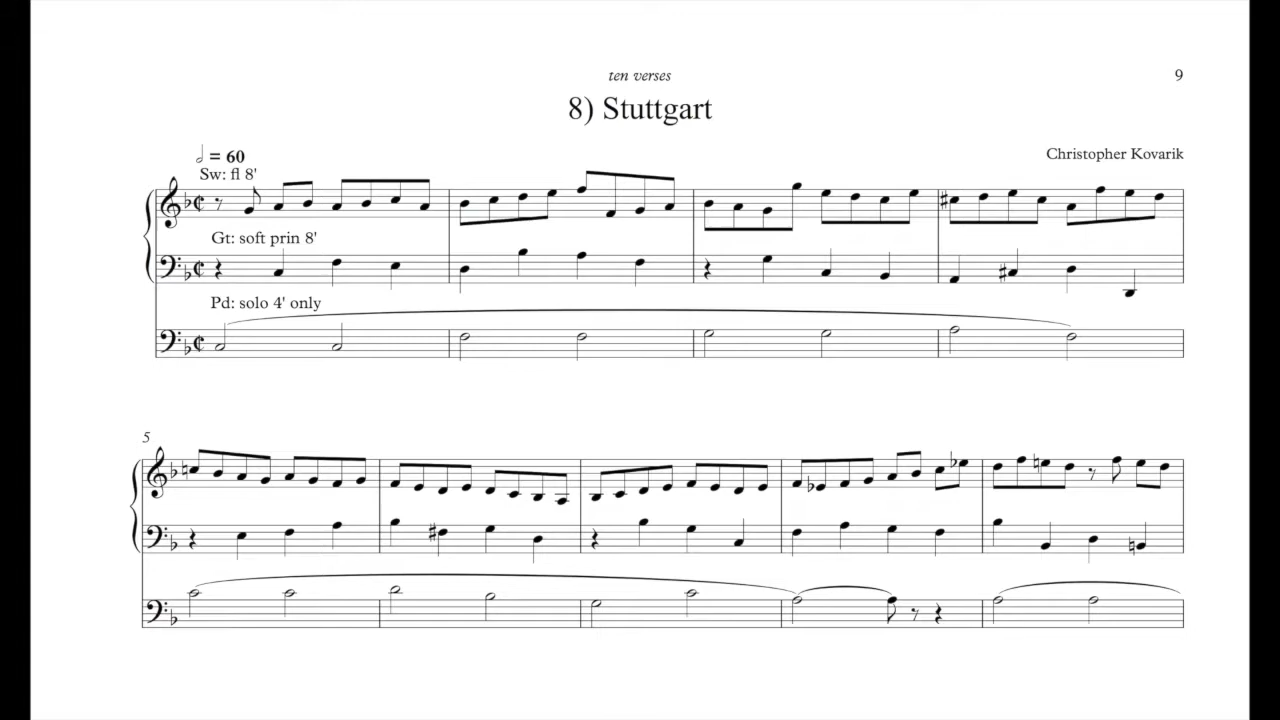 ten verses
9
8) Stuttgart
= 60
Christopher Kovarik
Sw: fl 8'
Gt: soft prin 8'
Pd: solo 4' only
5